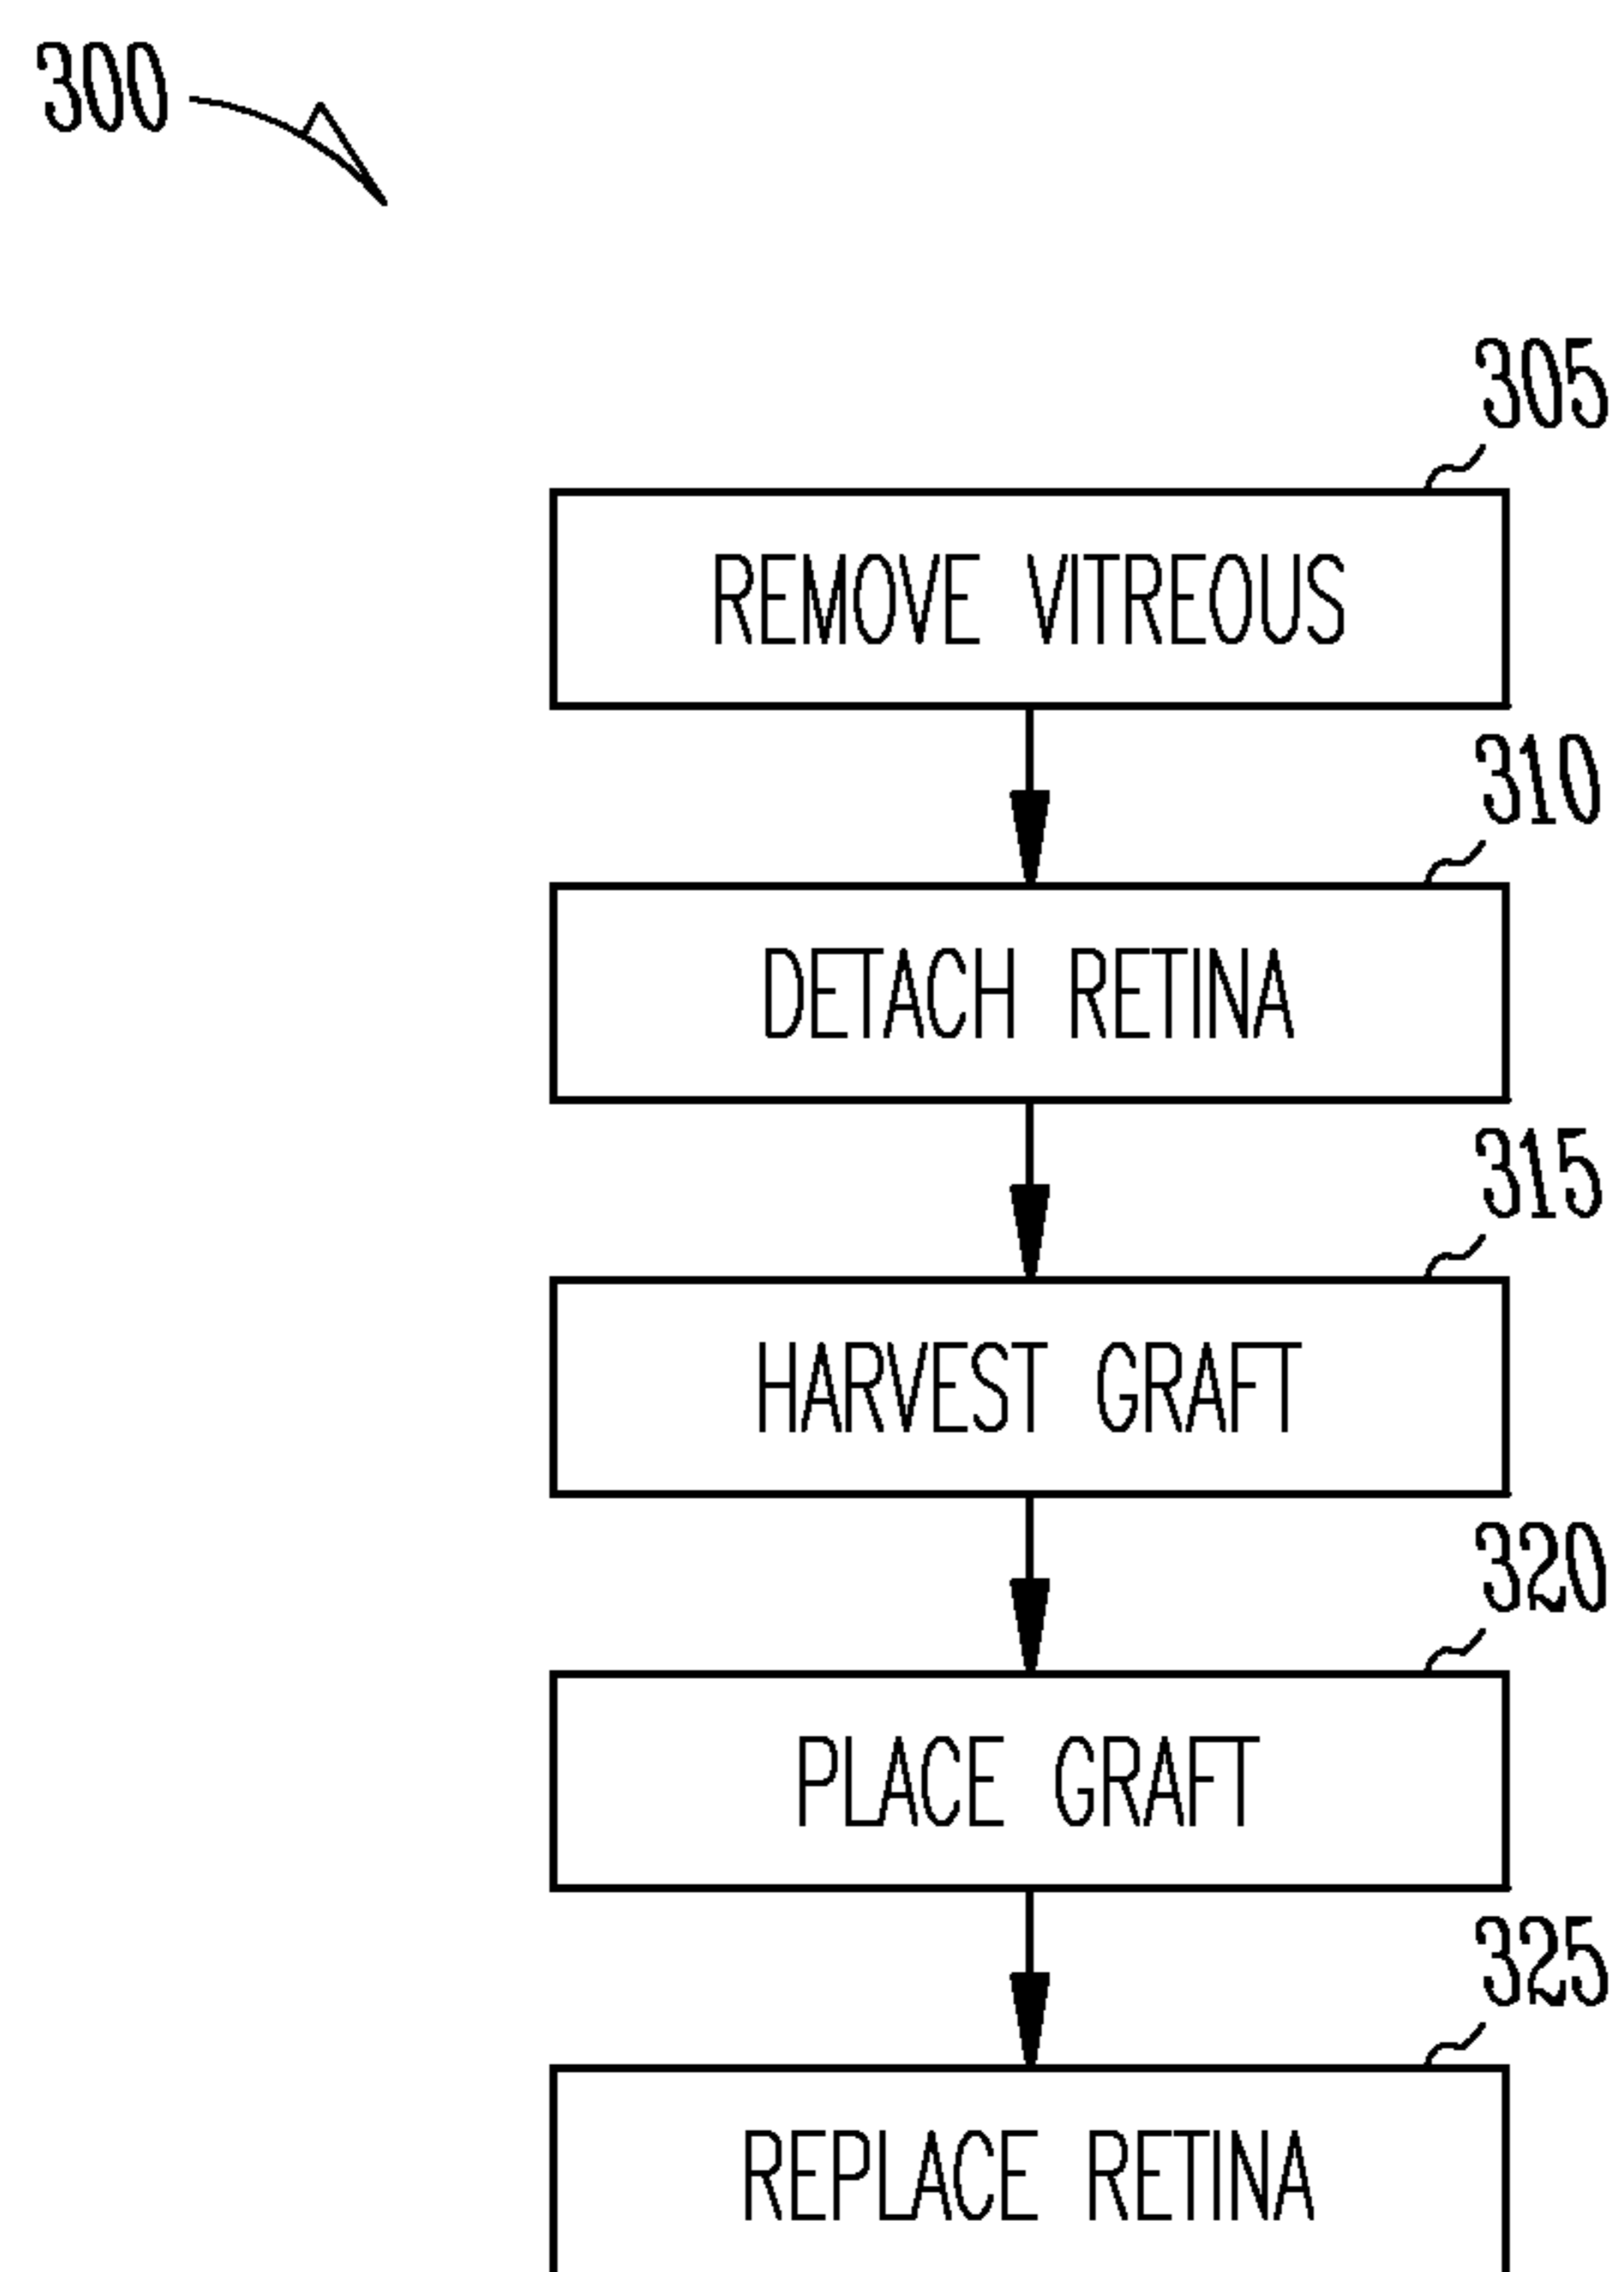 300
305
REMOVE VITREOUS
310
DETACH RETINA
315
HARVEST GRAFT
320
PLACE GRAFT
325
REPLACE RETINA